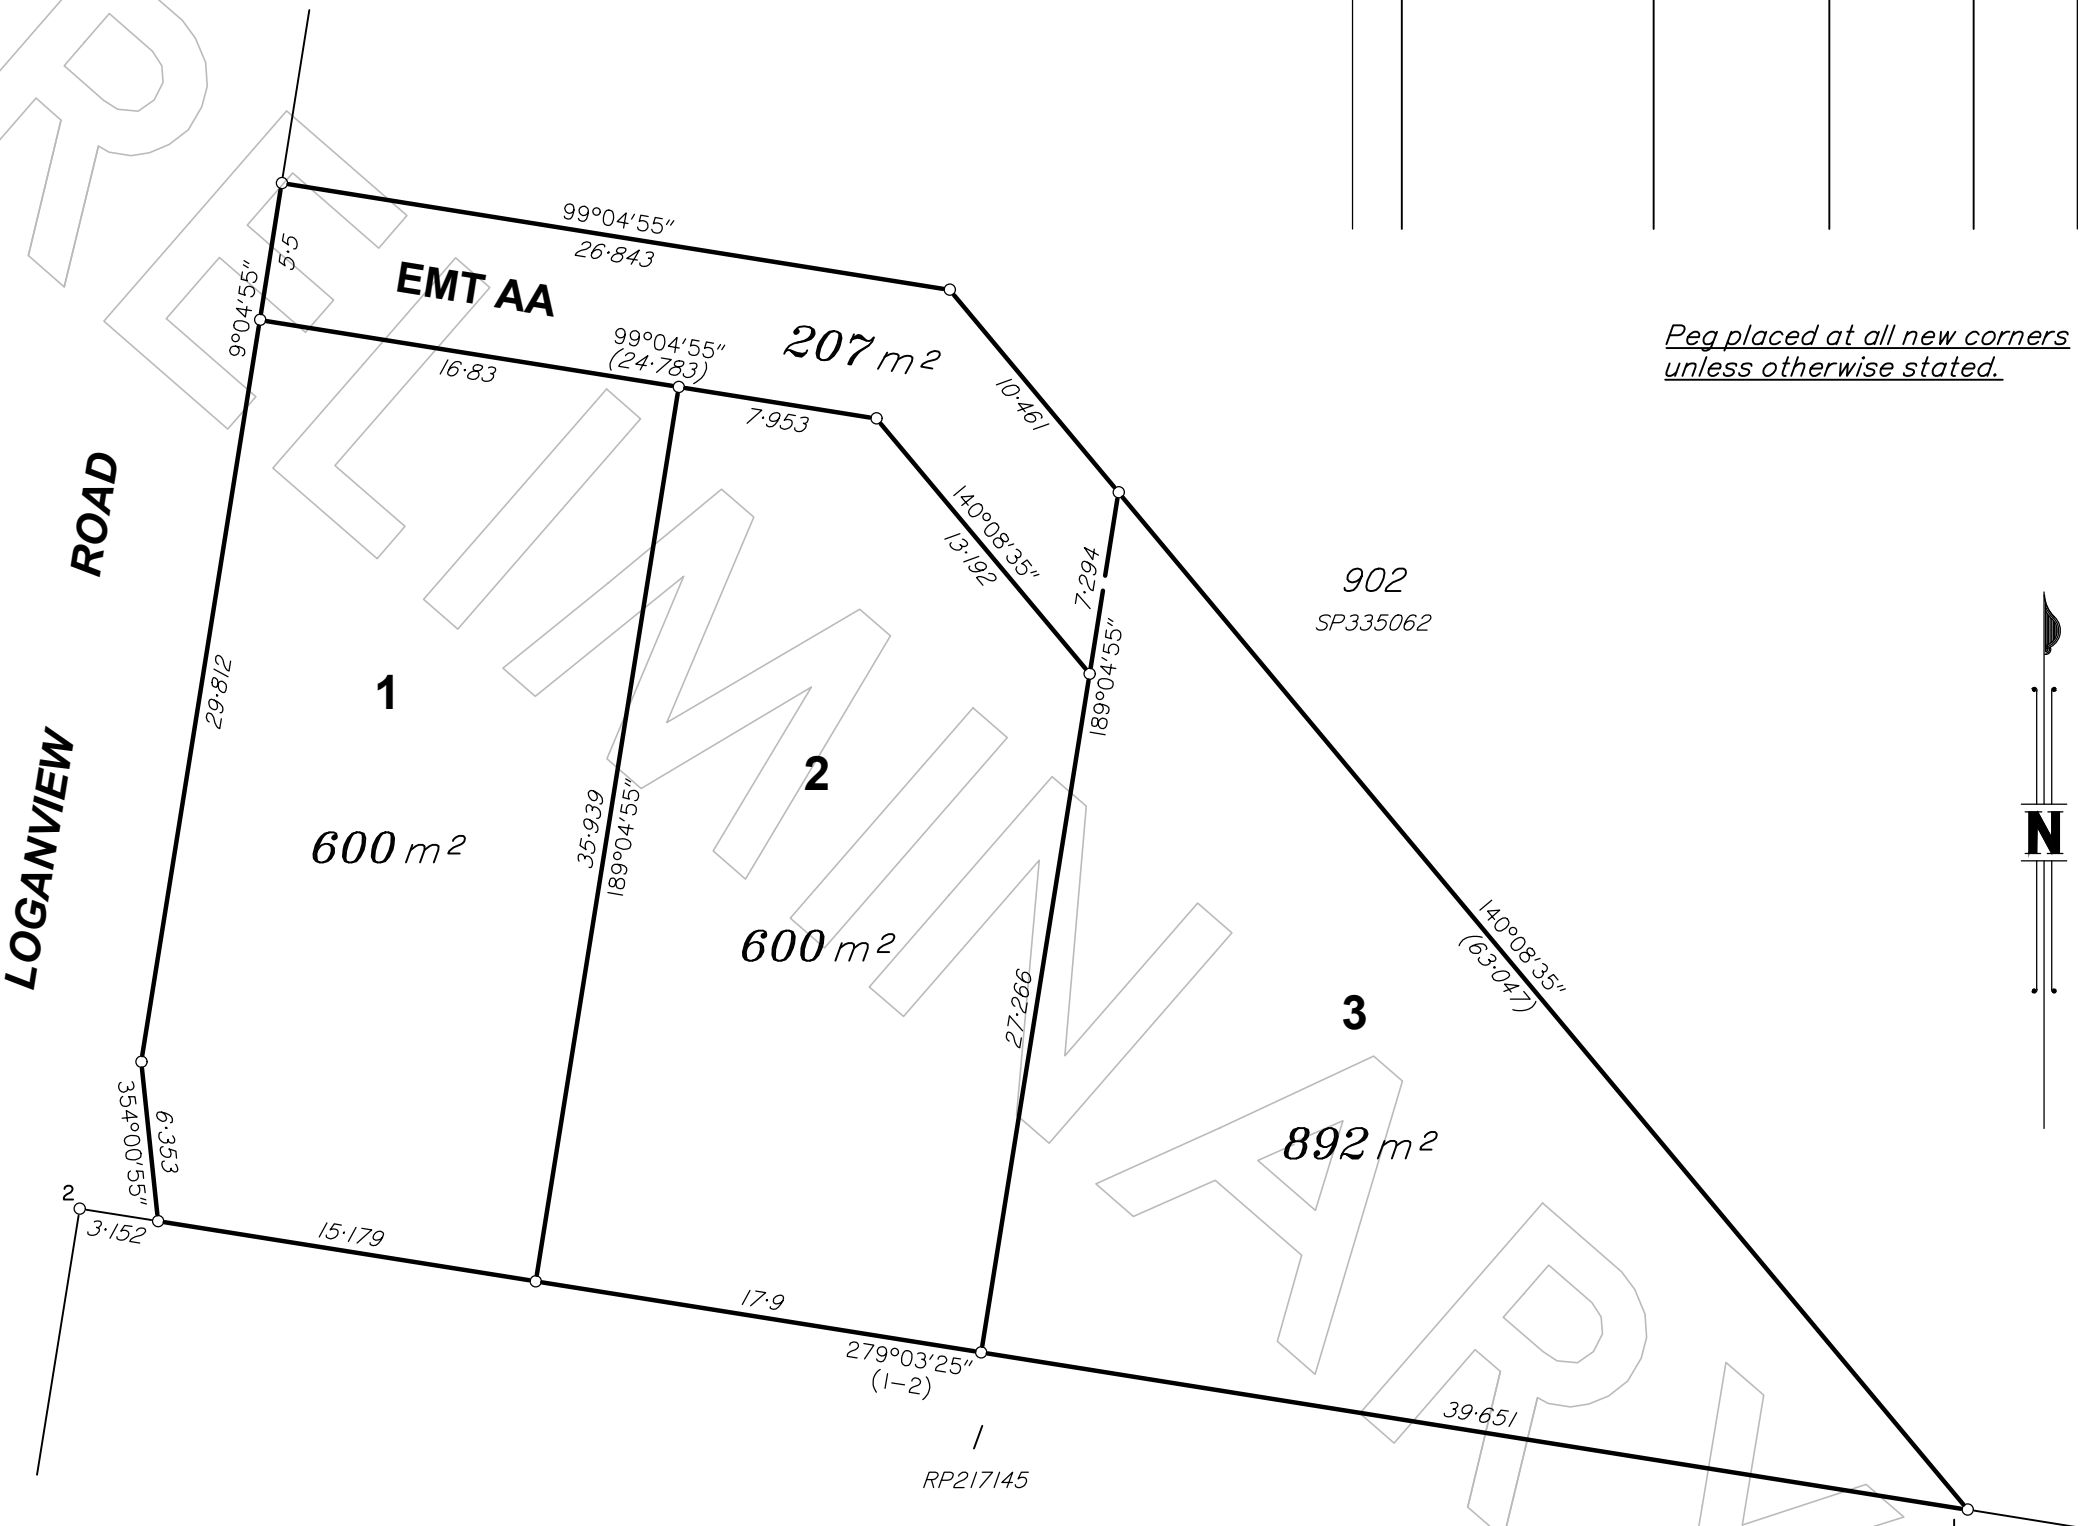 PRELIMINARY
99°04'55"
26·843
5·5
9°04'55"
EMT AA
99°04'55"
(24·783)
207 m²
16·83
7·953
10·461
Peg placed at all new corners
unless otherwise stated.
ROAD
LOGANVIEW
140°08'35"
13·192
7·294
189°04'55"
902
SP335062
29·812
1
600 m²
35·939
189°04'55"
2
600 m²
27·266
140°08'35"
(63·047)
3
892 m²
N
354°00'55"
6·353
2
3·152
15·179
17·9
279°03'25"
(1-2)
39·651
1
RP217145